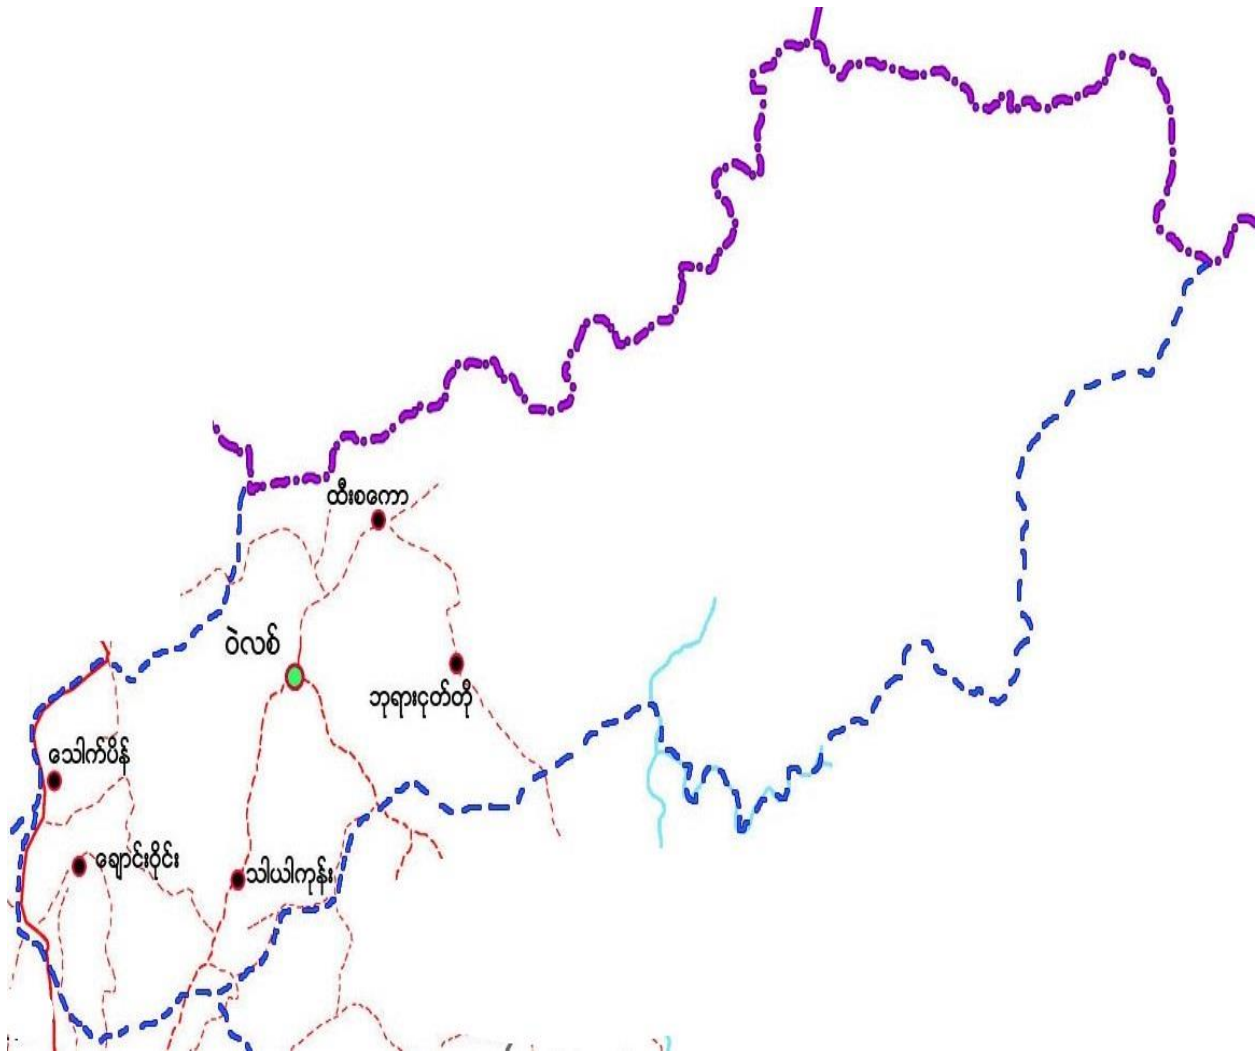 ထီးစကော
ဝဲလစ်
ဘုရားငုတ်တို
သေါက်ပိန်
ချောင်းဝိုင်း
သါယါကုန်း